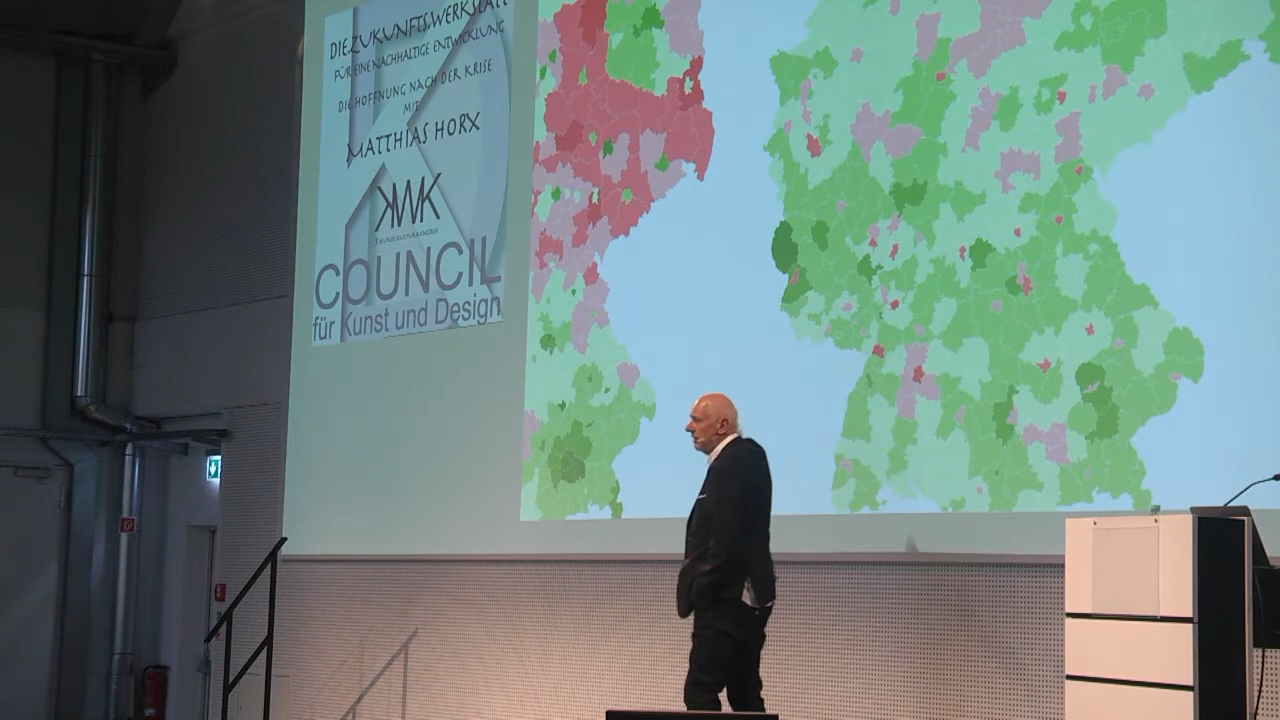 DIE ZUKUNFTSWERKSTATT
FÜR EINE NACHHALTIGE ENTWICKLUNG
DIE HOFFNUNG NACH DER KRISE
MIT
MATTHIAS HORX
KWK
COUNCIL
für Kunst und Design